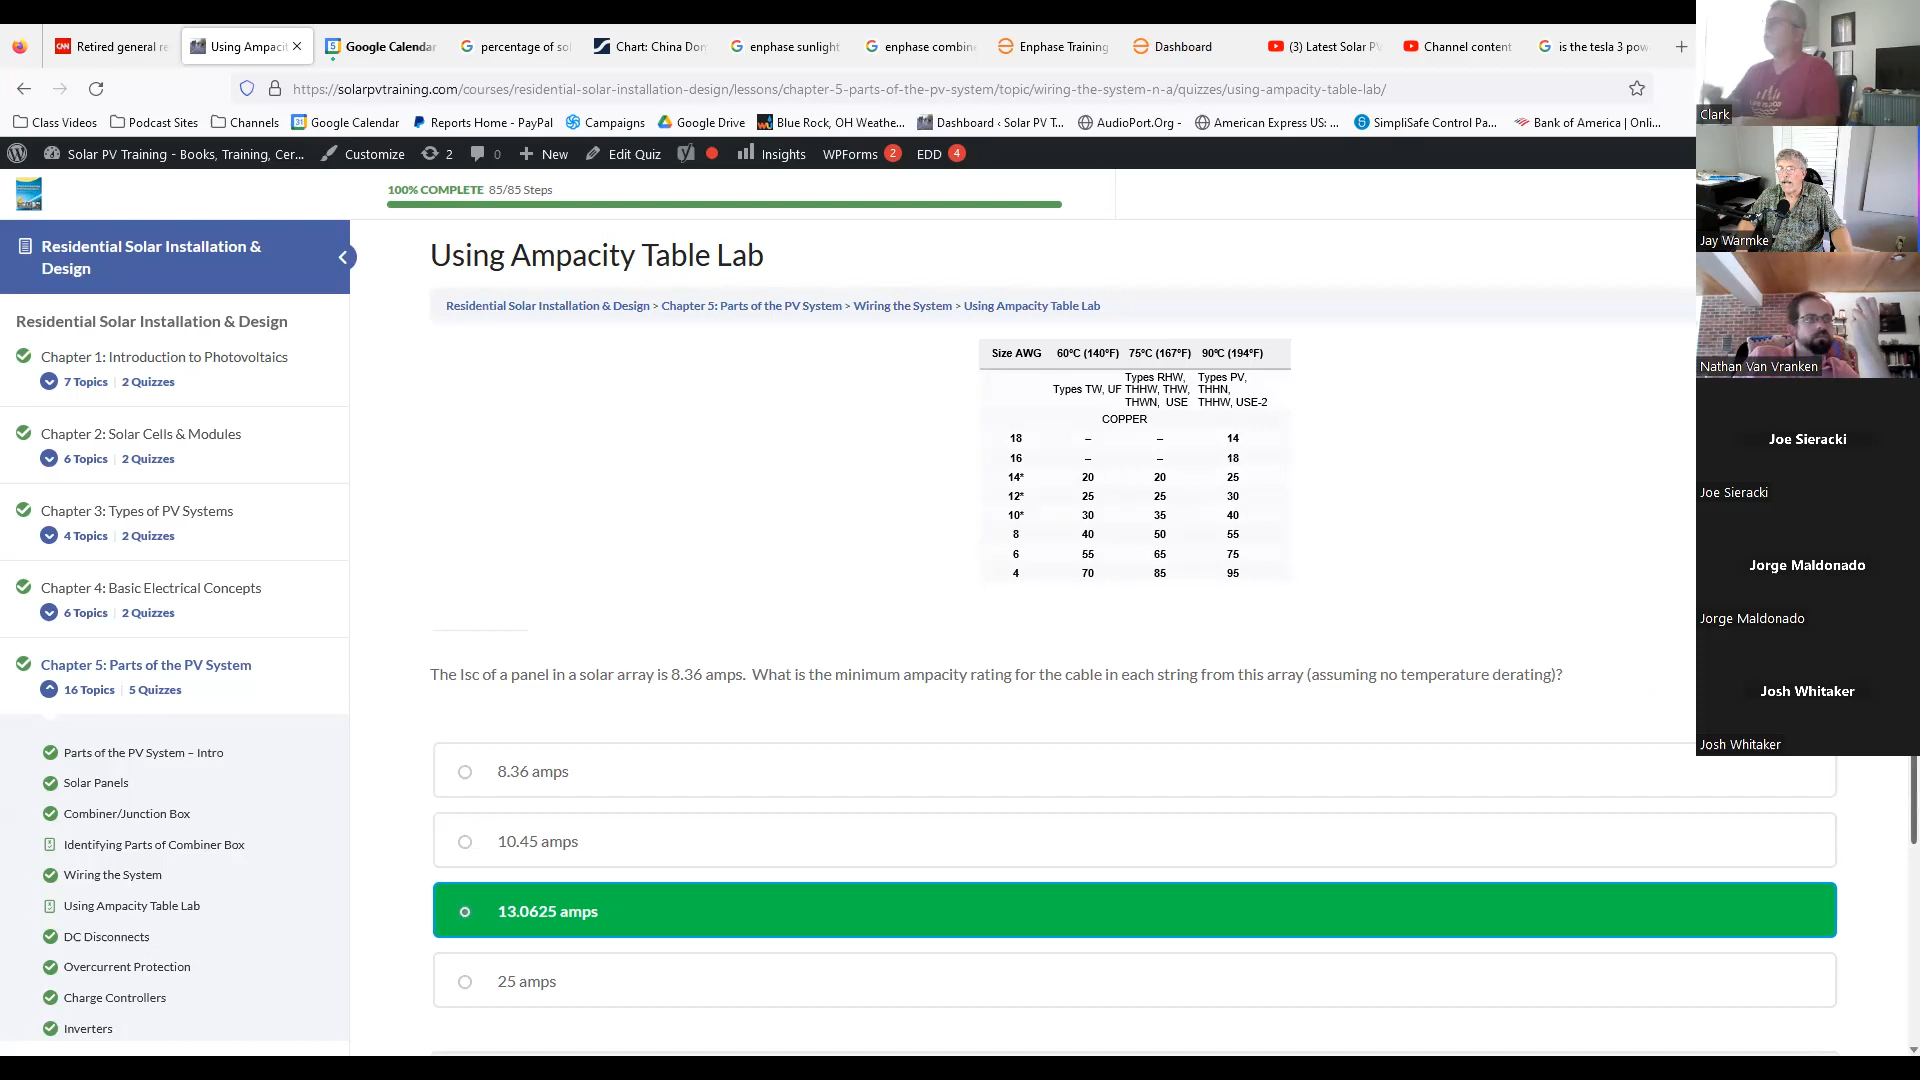 Retired general re
Using Ampacit
Google Calendar
percentage of sol
Chart: China Dom
enphase sunlight
enphase combine
Enphase Training
Dashboard
(3) Latest Solar PV
Channel content
is the tesla 3 pow
https://solarpvtraining.com/courses/residential-solar-installation-design/lessons/chapter-5-parts-of-the-pv-system/topic/wiring-the-system-n-a/quizzes/using-ampacity-table-lab/
Class Videos
Podcast Sites
Channels
Google Calendar
Reports Home - PayPal
Campaigns
Google Drive
Blue Rock, OH Weathe...
Dashboard ‹ Solar PV T...
AudioPort.Org -
American Express US: ...
SimpliSafe Control Pa...
Bank of America | Onli...
Solar PV Training - Books, Training, Cer...
Customize
2
0
New
Edit Quiz
Insights
WPForms 2
EDD 4
100% COMPLETE 85/85 Steps
Residential Solar Installation & Design
Residential Solar Installation & Design
Chapter 1: Introduction to Photovoltaics
7 Topics | 2 Quizzes
Chapter 2: Solar Cells & Modules
6 Topics | 2 Quizzes
Chapter 3: Types of PV Systems
4 Topics | 2 Quizzes
Chapter 4: Basic Electrical Concepts
6 Topics | 2 Quizzes
Chapter 5: Parts of the PV System
16 Topics | 5 Quizzes
Parts of the PV System – Intro
Solar Panels
Combiner/Junction Box
Identifying Parts of Combiner Box
Wiring the System
Using Ampacity Table Lab
DC Disconnects
Overcurrent Protection
Charge Controllers
Inverters
Using Ampacity Table Lab
Residential Solar Installation & Design > Chapter 5: Parts of the PV System > Wiring the System > Using Ampacity Table Lab
Size AWG 60ºC (140ºF) 75ºC (167ºF) 90ºC (194ºF)
Types TW, UF
Types RHW, THHW, THW, THWN, USE
Types PV, THHN, THHW, USE-2
COPPER
18 – – 14
16 – – 18
14* 20 20 25
12* 25 25 30
10* 30 35 40
8 40 50 55
6 55 65 75
4 70 85 95
The Isc of a panel in a solar array is 8.36 amps. What is the minimum ampacity rating for the cable in each string from this array (assuming no temperature derating)?
8.36 amps
10.45 amps
13.0625 amps
25 amps
Clark
Jay Warmke
Nathan Van Vranken
Joe Sieracki
Joe Sieracki
Jorge Maldonado
Jorge Maldonado
Josh Whitaker
Josh Whitaker